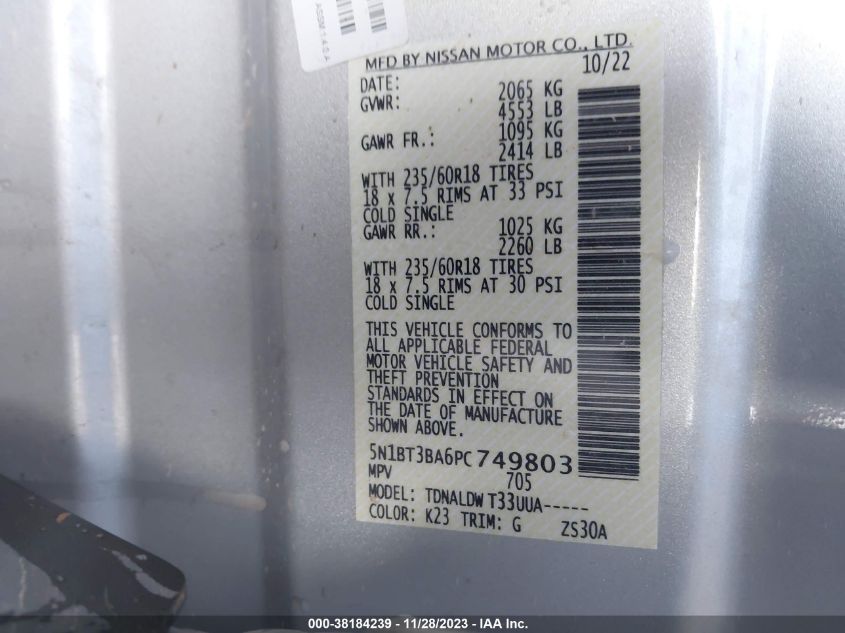 ASSM 1.4.0 A
MFD BY NISSAN MOTOR CO., LTD.
DATE: 10/22
GVWR: 2065 KG
4553 LB
GAWR FR.: 1095 KG
2414 LB
WITH 235/60R18 TIRES
18 x 7.5 RIMS AT 33 PSI
COLD SINGLE
GAWR RR.: 1025 KG
2260 LB
WITH 235/60R18 TIRES
18 x 7.5 RIMS AT 30 PSI
COLD SINGLE
THIS VEHICLE CONFORMS TO
ALL APPLICABLE FEDERAL
MOTOR VEHICLE SAFETY AND
THEFT PREVENTION
STANDARDS IN EFFECT ON
THE DATE OF MANUFACTURE
SHOWN ABOVE.
5N1BT3BA6PC749803
MPV 705
MODEL: TDNALDW T33UUA-----
COLOR: K23 TRIM: G ZS30A
000-38184239 - 11/28/2023 - IAA Inc.